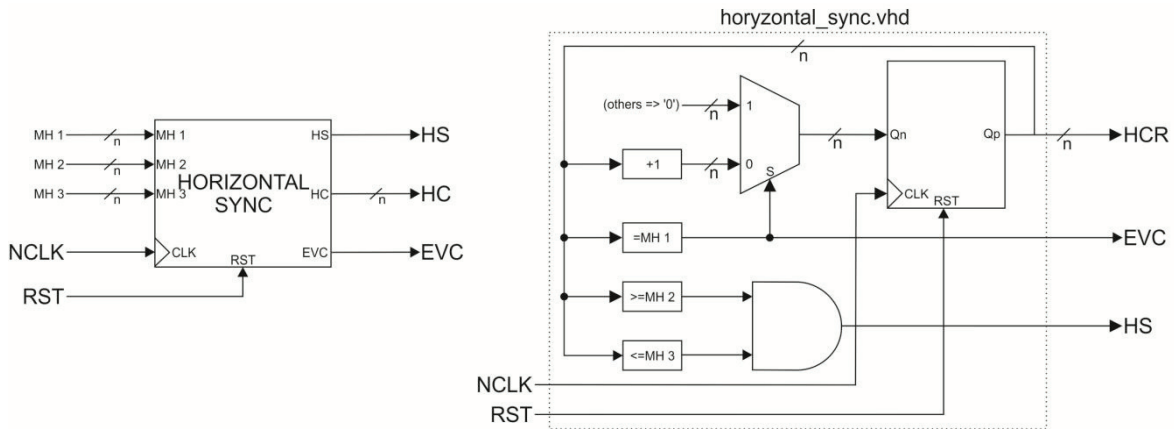 horyzontal_sync.vhd
MH 1
n
MH 1
HS
HS
MH 2
n
MH 2
MH 3
n
MH 3
HORIZONTAL
SYNC
HC
n
HC
NCLK
CLK
RST
EVC
EVC
RST
n
(others => '0')
n
1
+1
n
0
S
n
Qn
Qp
n
HCR
CLK
RST
=MH 1
EVC
>=MH 2
HS
<=MH 3
NCLK
RST